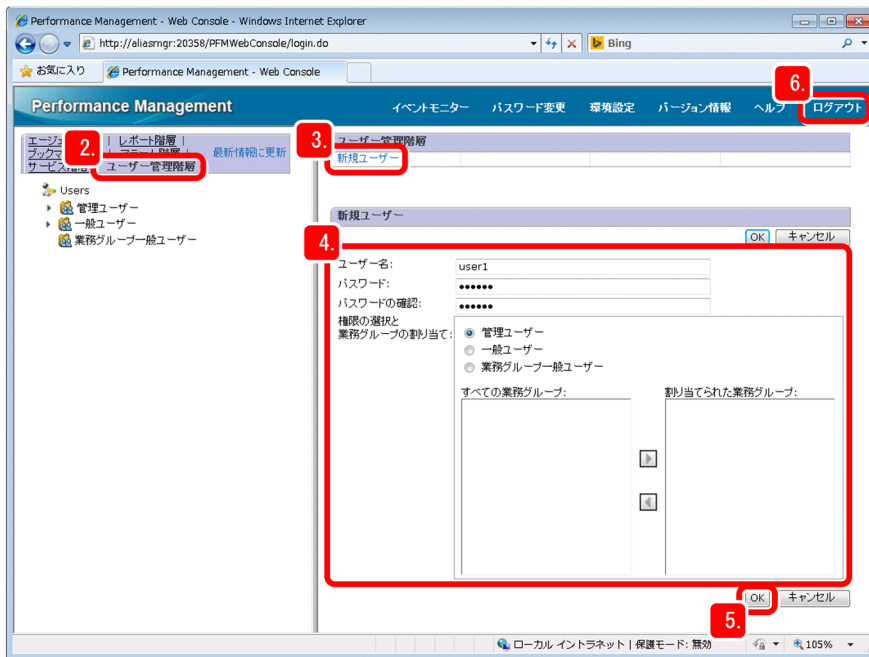 Performance Management - Web Console - Windows Internet Explorer
http://aliasmgr:20358/PFMWebConsole/login.do
Bing
お気に入り
Performance Management - Web Console
6.
Performance Management
イベントモニター
パスワード変更
環境設定
バージョン情報
ヘルプ
ログアウト
2.
レポート階層 |
最新情報に更新
ユーザー管理階層
Users
管理ユーザー
一般ユーザー
業務グループ一般ユーザー
3.
ユーザー管理階層
新規ユーザー
新規ユーザー
OK
キャンセル
4.
ユーザー名:
user1
パスワード:
••••••
パスワードの確認:
••••••
権限の選択と
業務グループの割り当て:
管理ユーザー
一般ユーザー
業務グループ一般ユーザー
すべての業務グループ:
割り当てられた業務グループ:
OK
キャンセル
5.
ローカル イントラネット | 保護モード: 無効
105%